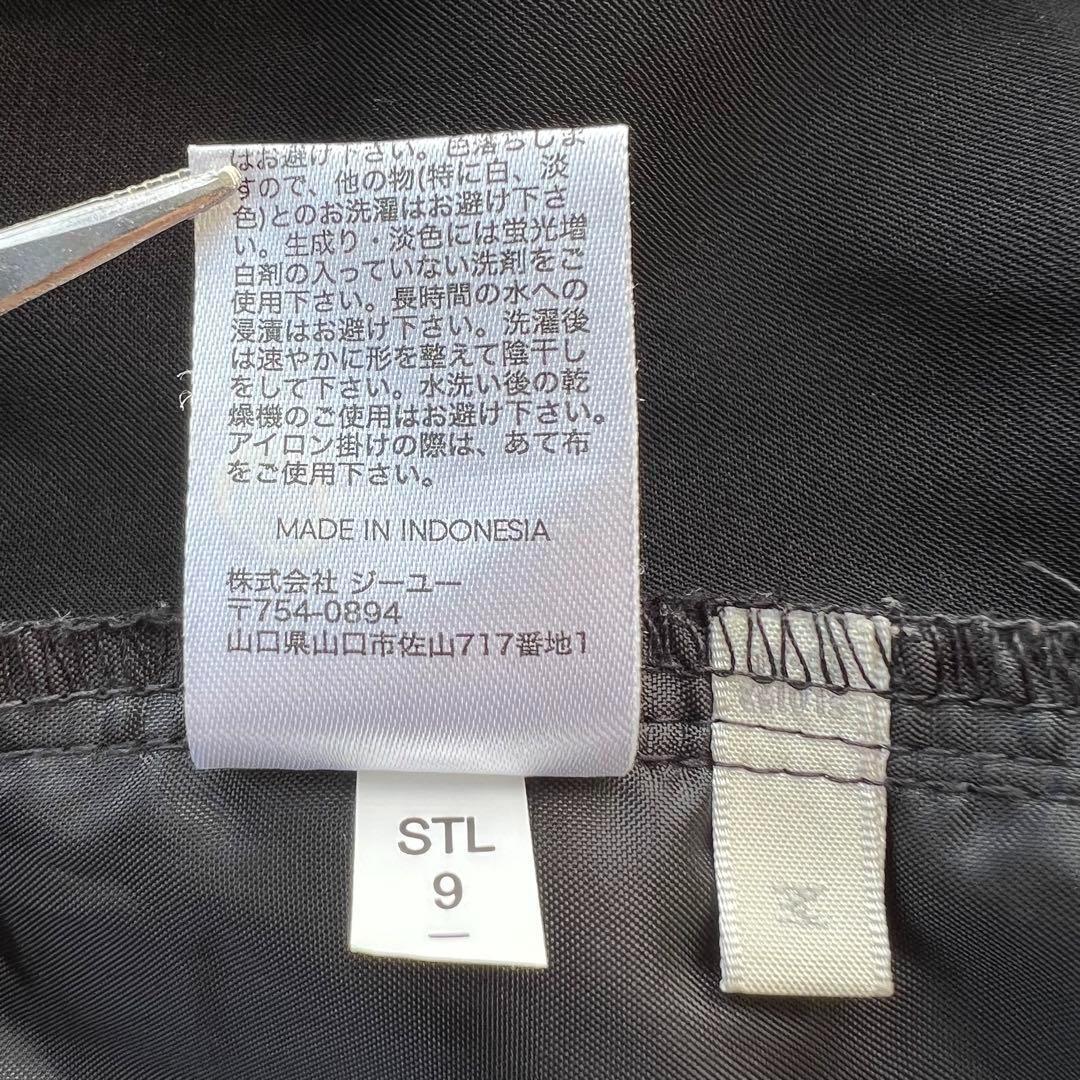 はお避け下さい。色落ちしま
すので、他の物(特に白、淡
色)とのお洗濯はお避け下さ
い。生成り・淡色には蛍光増
白剤の入っていない洗剤をご
使用下さい。長時間の水への
浸漬はお避け下さい。洗濯後
は速やかに形を整えて陰干し
をして下さい。水洗い後の乾
燥機のご使用はお避け下さい。
アイロン掛けの際は、あて布
をご使用下さい。
MADE IN INDONESIA
株式会社 ジーユー
〒754-0894
山口県山口市佐山717番地1
STL
9
M